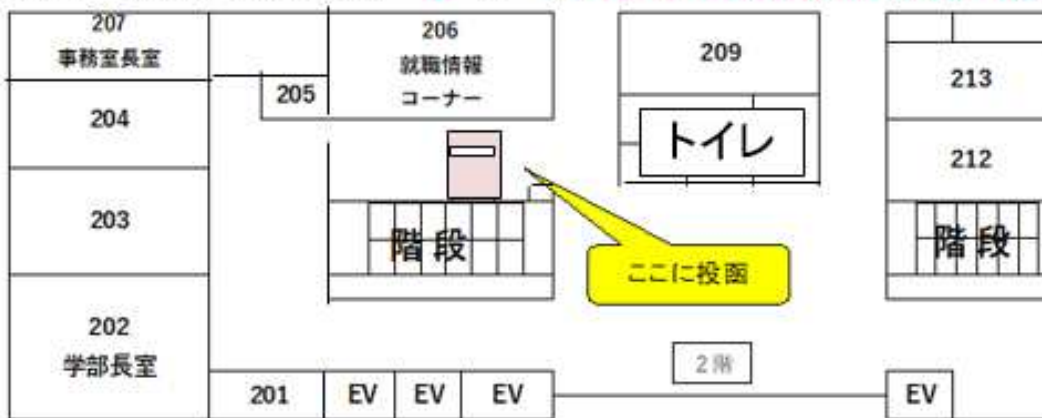 207
事務室長室
206
就職情報
コーナー
209
213
205
204
トイレ
212
203
階段
階段
ここに投函
202
学部長室
2階
201
EV
EV
EV
EV